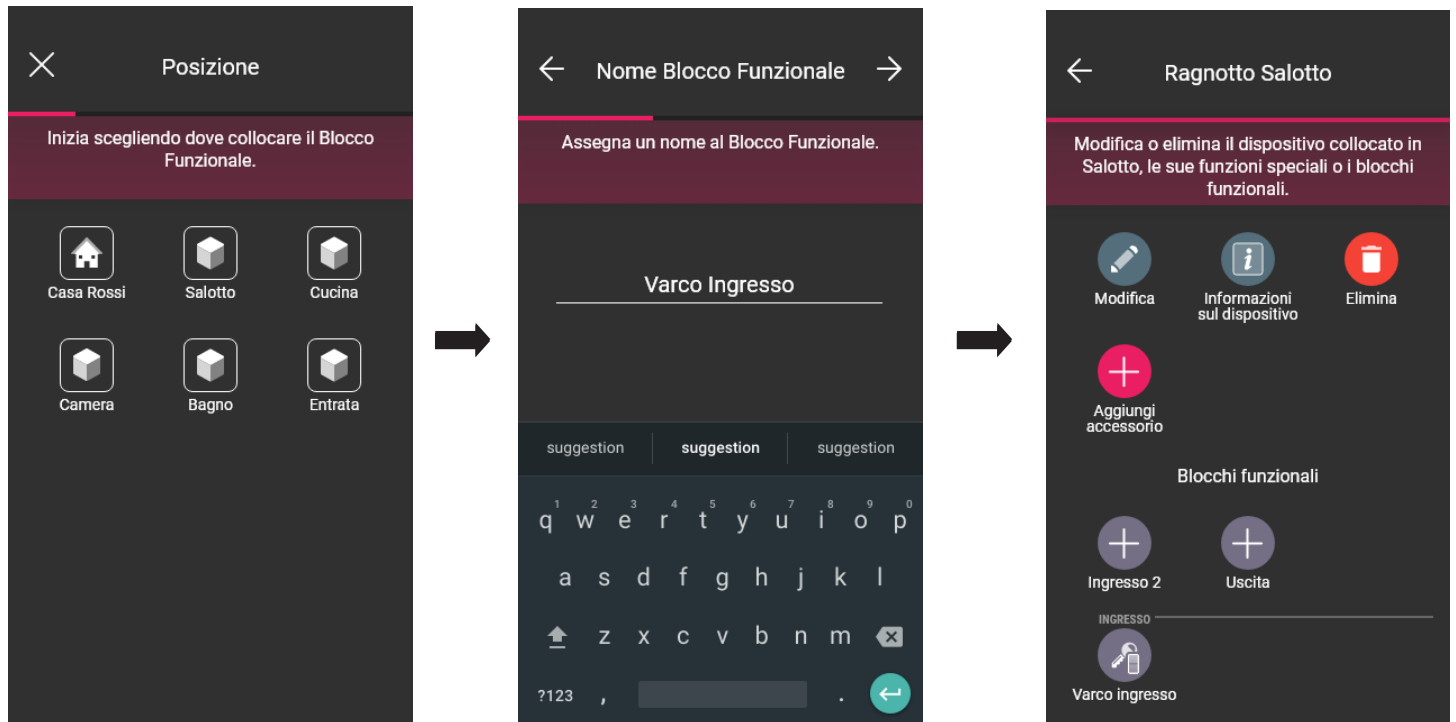 Posizione
Inizia scegliendo dove collocare il Blocco
Funzionale.
Casa Rossi
Salotto
Cucina
Camera
Bagno
Entrata
Nome Blocco Funzionale
Assegna un nome al Blocco Funzionale.
Varco Ingresso
suggestion
suggestion
suggestion
1 2 3 4 5 6 7 8 9 0
q w e r t y u i o p
a s d f g h j k l
z x c v b n m
?123 , .
Ragnotto Salotto
Modifica o elimina il dispositivo collocato in
Salotto, le sue funzioni speciali o i blocchi
funzionali.
Modifica
Informazioni
sul dispositivo
Elimina
Aggiungi
accessorio
Blocchi funzionali
Ingresso 2
Uscita
INGRESSO
Varco ingresso